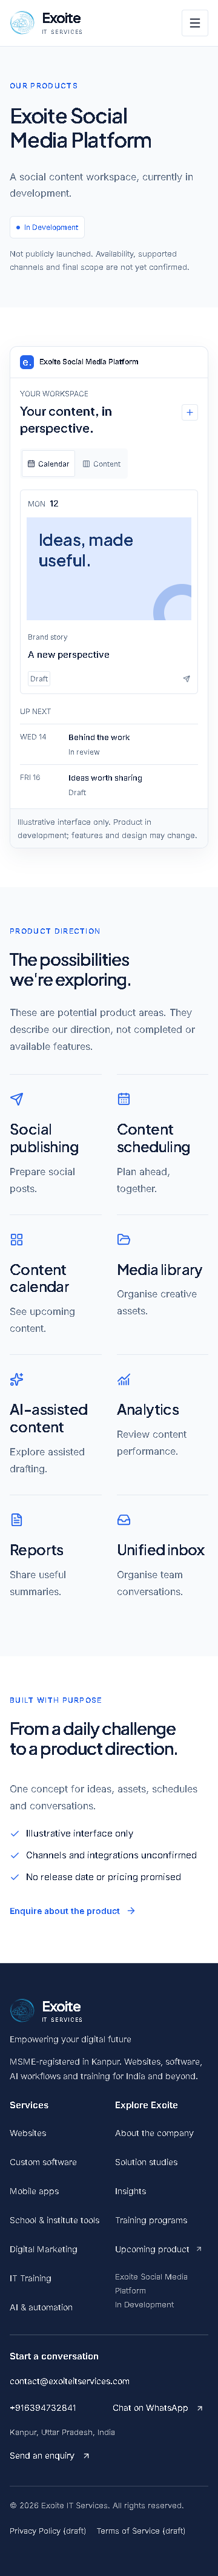 Exoite
IT SERVICES
OUR PRODUCTS
Exoite Social
Media Platform
A social content workspace, currently in
development.
In Development
Not publicly launched. Availability, supported
channels and final scope are not yet confirmed.
e. Exoite Social Media Platform
YOUR WORKSPACE
Your content, in
perspective.
Calendar
Content
MON 12
Ideas, made
useful.
Brand story
A new perspective
Draft
UP NEXT
WED 14 Behind the work
In review
FRI 16 Ideas worth sharing
Draft
Illustrative interface only. Product in
development; features and design may change.
PRODUCT DIRECTION
The possibilities
we're exploring.
These are potential product areas. They
describe our direction, not completed or
available features.
Social
publishing
Prepare social
posts.
Content
scheduling
Plan ahead,
together.
Content
calendar
See upcoming
content.
Media library
Organise creative
assets.
AI-assisted
content
Explore assisted
drafting.
Analytics
Review content
performance.
Reports
Share useful
summaries.
Unified inbox
Organise team
conversations.
BUILT WITH PURPOSE
From a daily challenge
to a product direction.
One concept for ideas, assets, schedules
and conversations.
Illustrative interface only
Channels and integrations unconfirmed
No release date or pricing promised
Enquire about the product
Exoite
IT SERVICES
Empowering your digital future
MSME-registered in Kanpur. Websites, software,
AI workflows and training for India and beyond.
Services
Websites
Custom software
Mobile apps
School & institute tools
Digital Marketing
IT Training
AI & automation
Explore Exoite
About the company
Solution studies
Insights
Training programs
Upcoming product
Exoite Social Media
Platform
In Development
Start a conversation
contact@exoiteitservices.com
+916394732841
Chat on WhatsApp
Kanpur, Uttar Pradesh, India
Send an enquiry
© 2026 Exoite IT Services. All rights reserved.
Privacy Policy (draft)
Terms of Service (draft)